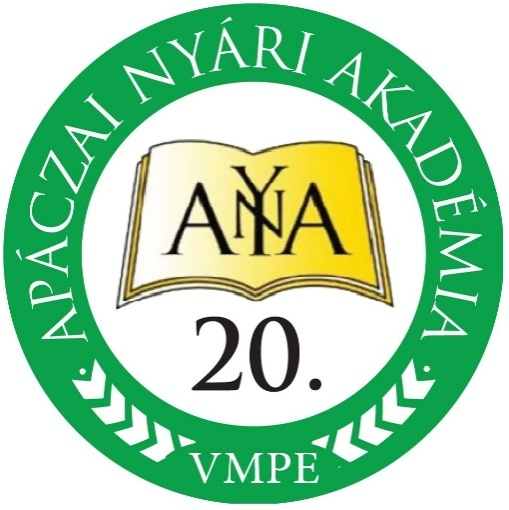 · APÁCZAI NYÁRI AKADÉMIA ·
ANYA
20.
VMPE